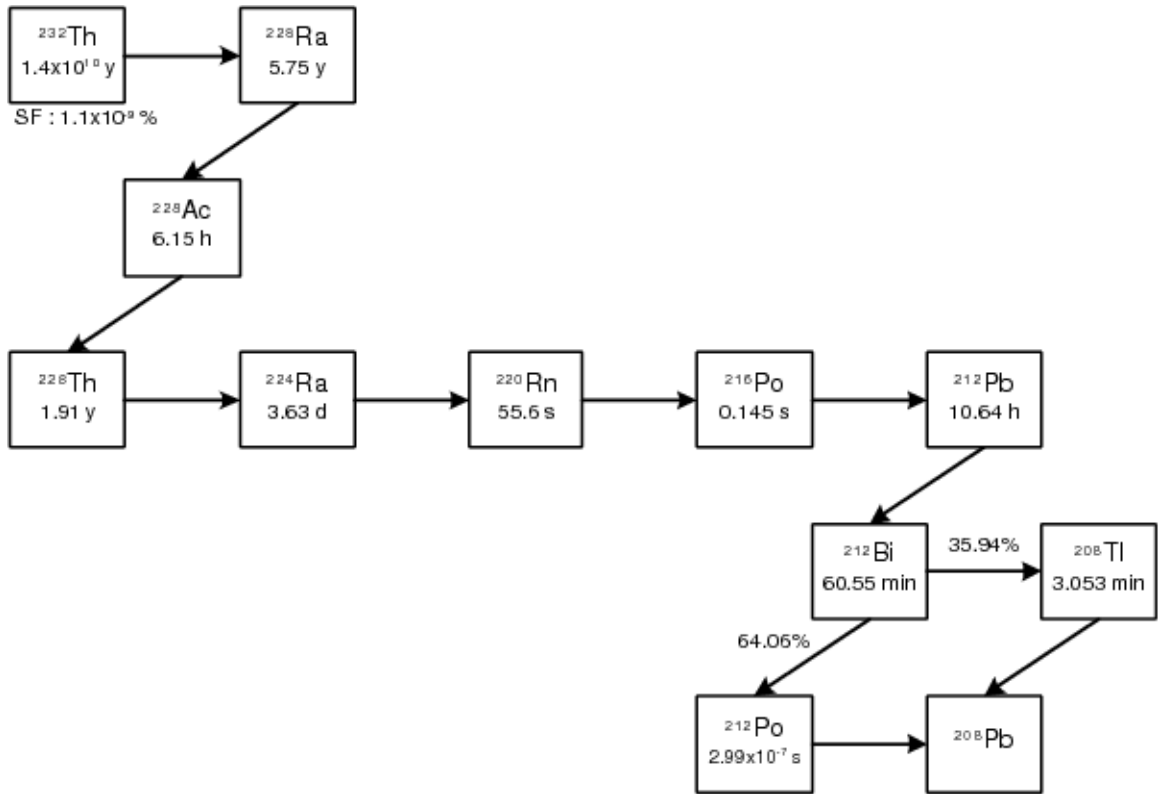 ²³²Th
1.4x10¹⁰ y
SF : 1.1x10⁻⁹ %
²²⁸Ra
5.75 y
²²⁸Ac
6.15 h
²²⁸Th
1.91 y
²²⁴Ra
3.63 d
²²⁰Rn
55.6 s
²¹⁶Po
0.145 s
²¹²Pb
10.64 h
²¹²Bi
60.55 min
35.94%
²⁰⁸Tl
3.053 min
64.06%
²¹²Po
2.99x10⁻⁷ s
²⁰⁸Pb